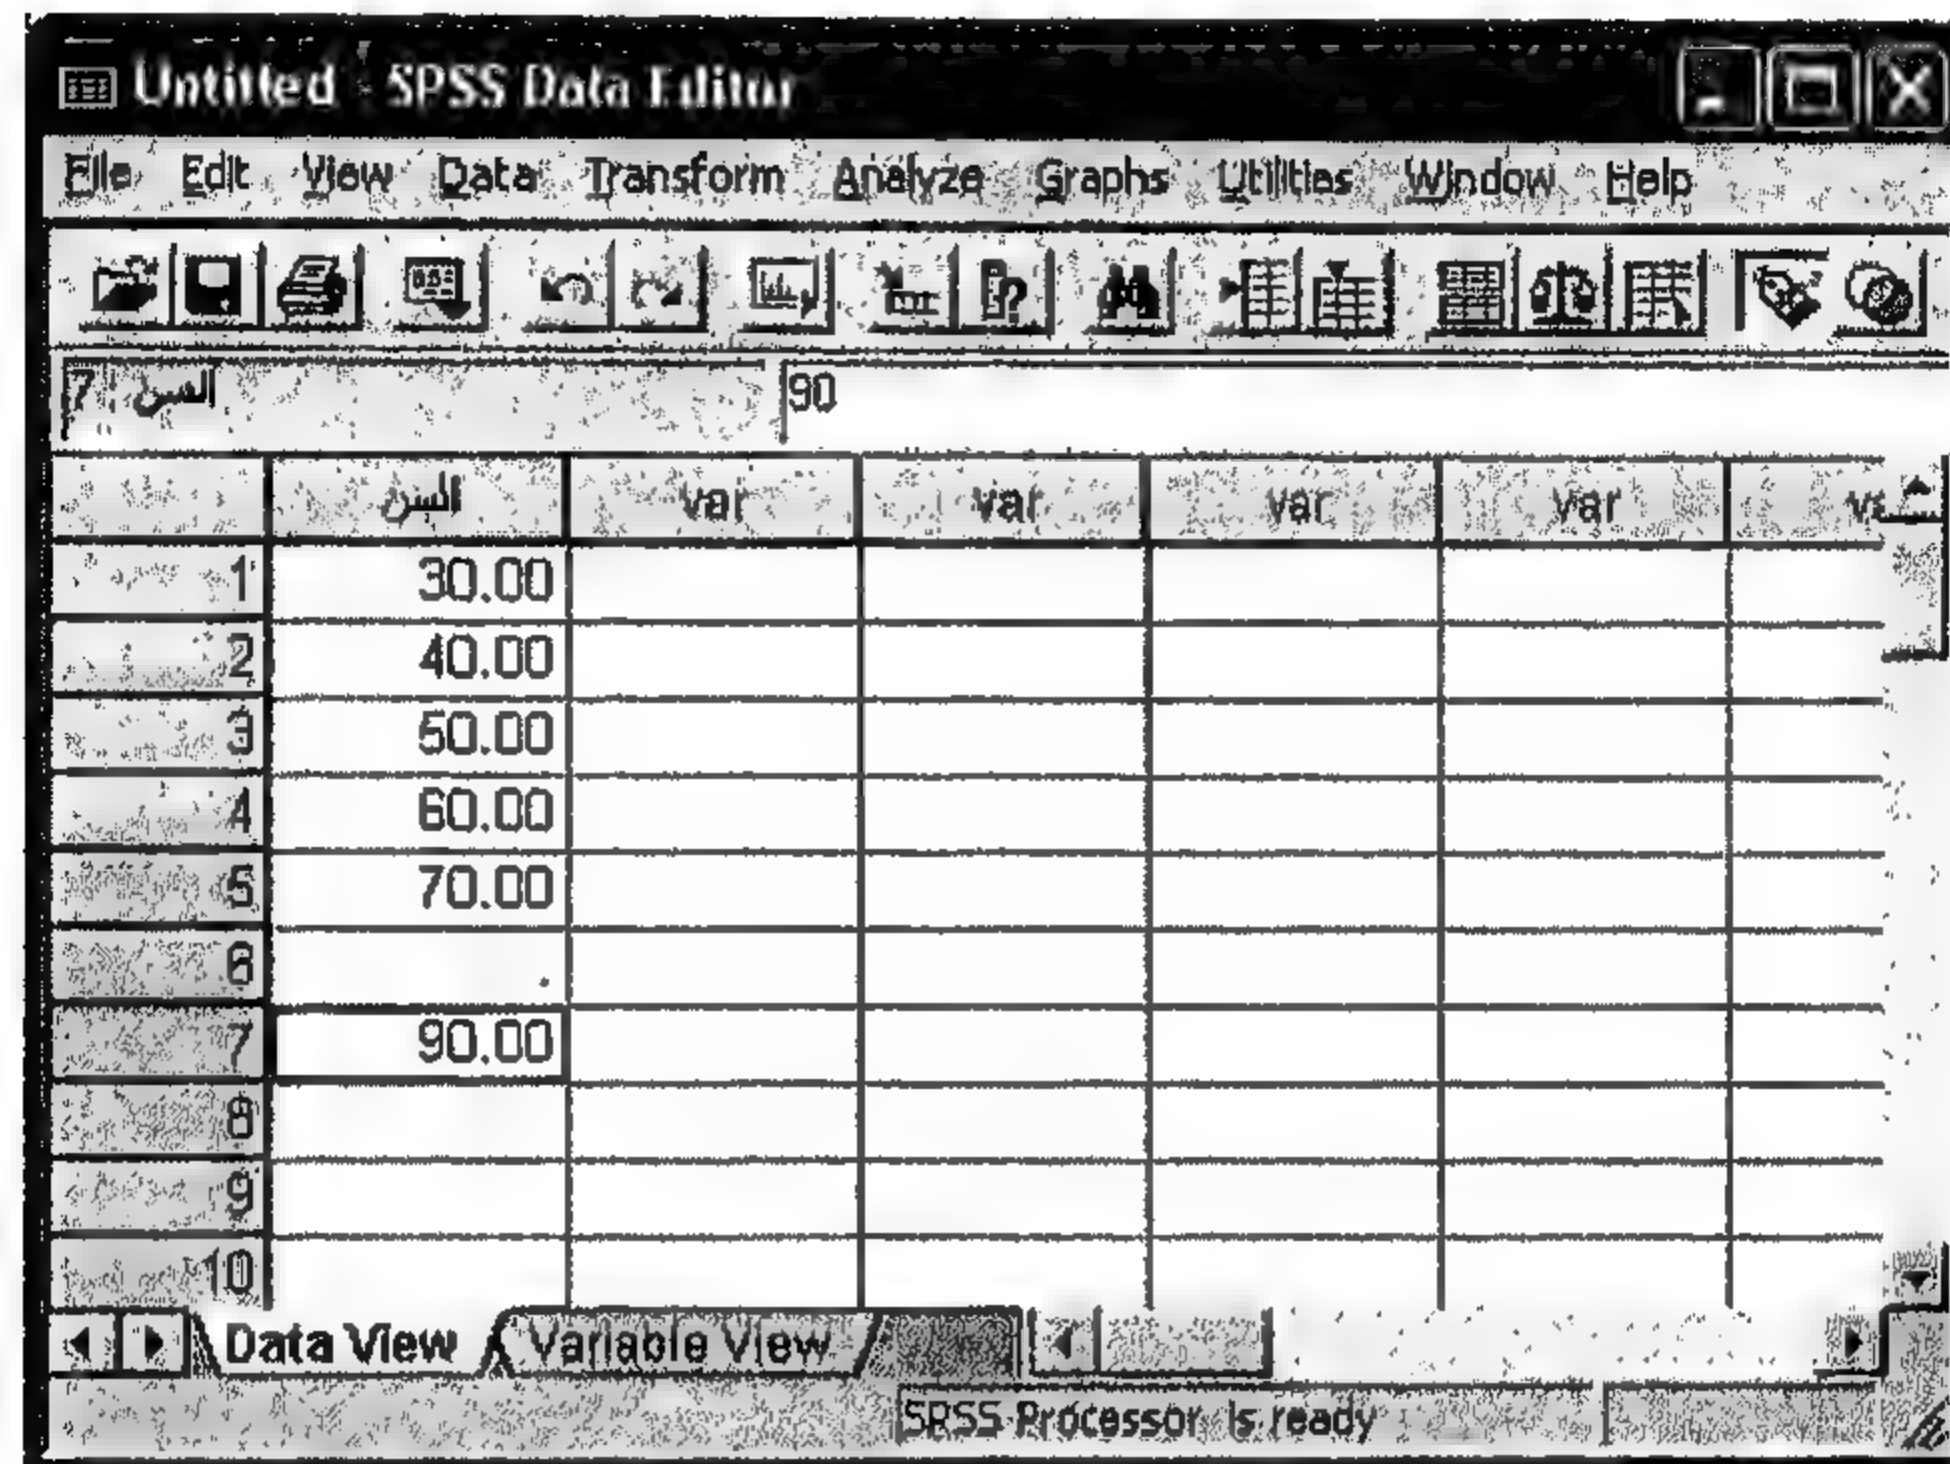 Untitled - SPSS Data Editor
File Edit View Data Transform Analyze Graphs Utilities Window Help
7 : السن 90
السن var var var var va
1 30.00
2 40.00
3 50.00
4 60.00
5 70.00
6 .
7 90.00
8
9
10
Data View Variable View
SPSS Processor is ready